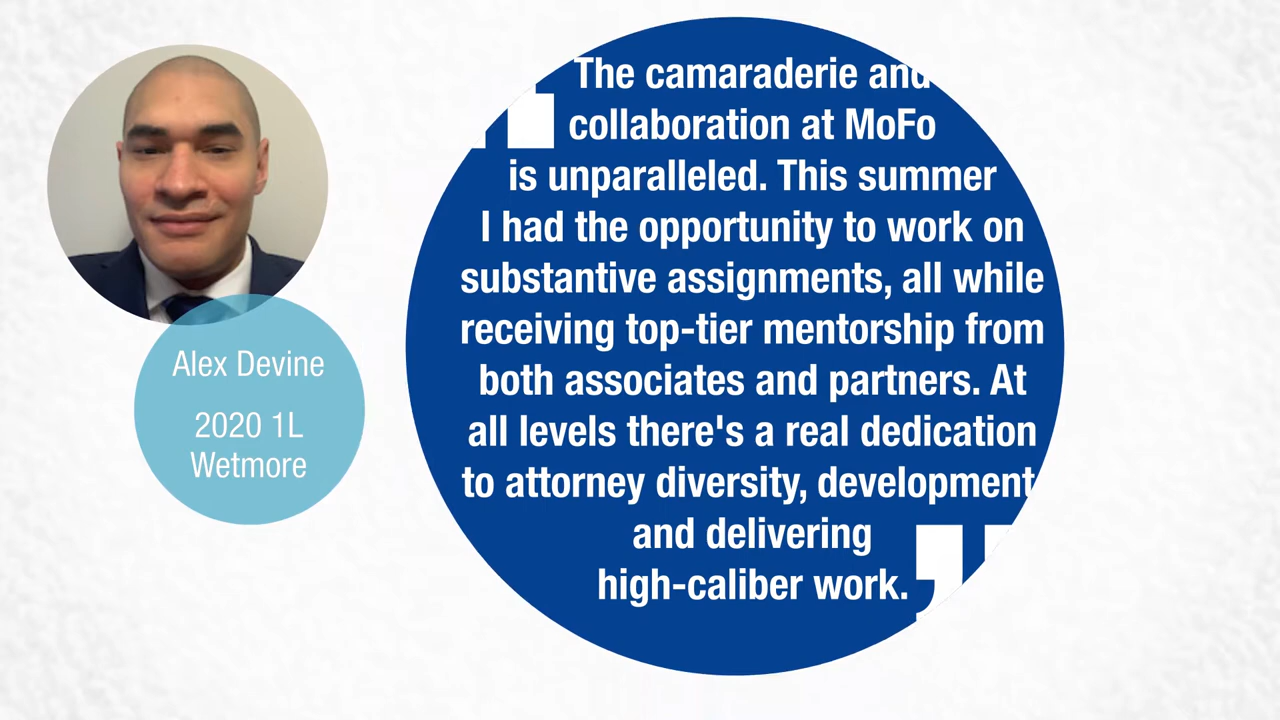 Alex Devine
2020 1L
Wetmore
The camaraderie and
collaboration at MoFo
is unparalleled. This summer
I had the opportunity to work on
substantive assignments, all while
receiving top-tier mentorship from
both associates and partners. At
all levels there's a real dedication
to attorney diversity, development,
and delivering
high-caliber work.